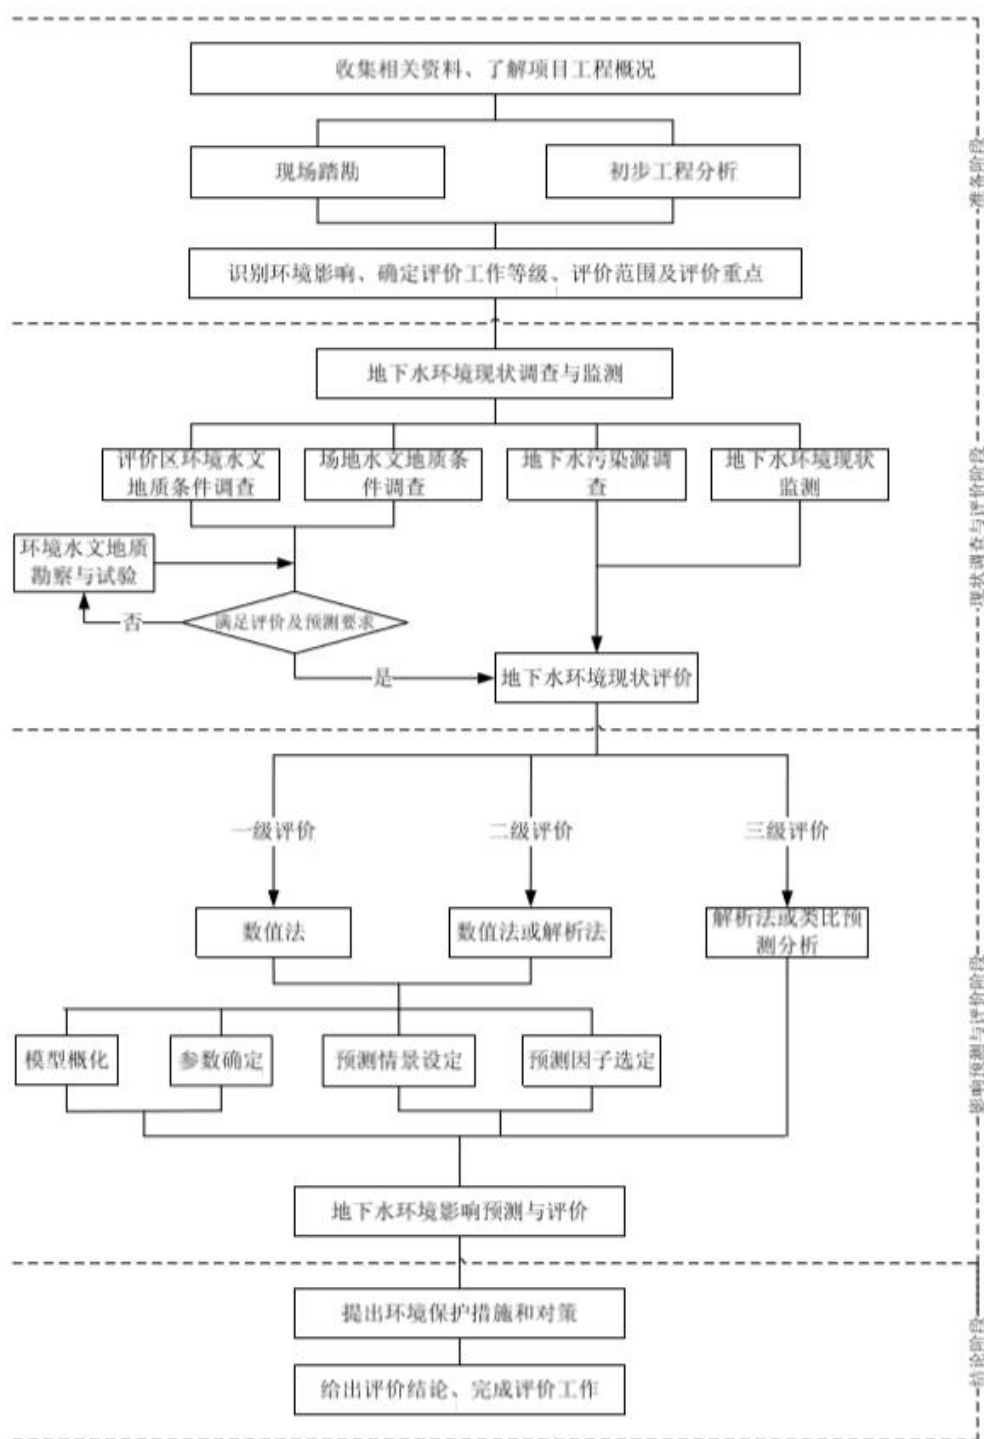 收集相关资料、了解项目工程概况
现场踏勘
初步工程分析
识别环境影响、确定评价工作等级、评价范围及评价重点
准备阶段
地下水环境现状调查与监测
评价区环境水文
地质条件调查
场地水文地质条
件调查
地下水污染源调
查
地下水环境现状
监测
环境水文地质
勘察与试验
否
满足评价及预测要求
是
地下水环境现状评价
现状调查与评价阶段
一级评价
二级评价
三级评价
数值法
数值法或解析法
解析法或类比预
测分析
模型概化
参数确定
预测情景设定
预测因子选定
地下水环境影响预测与评价
影响预测与评价阶段
提出环境保护措施和对策
给出评价结论、完成评价工作
结论阶段